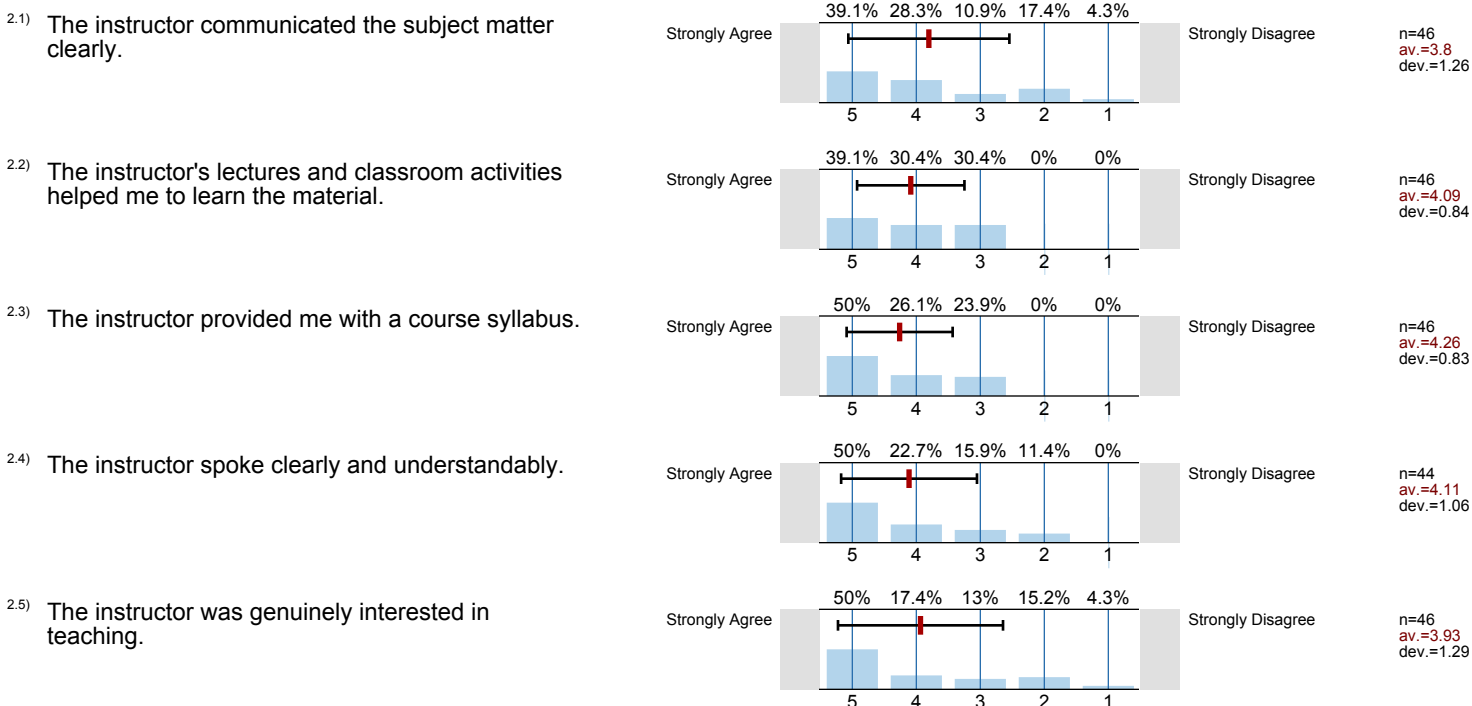 39.1% 28.3% 10.9% 17.4% 4.3%
2.1) The instructor communicated the subject matter
clearly.
Strongly Agree
Strongly Disagree
n=46
av.=3.8
dev.=1.26
5 4 3 2 1
39.1% 30.4% 30.4% 0% 0%
2.2) The instructor's lectures and classroom activities
helped me to learn the material.
Strongly Agree
Strongly Disagree
n=46
av.=4.09
dev.=0.84
5 4 3 2 1
50% 26.1% 23.9% 0% 0%
2.3) The instructor provided me with a course syllabus.
Strongly Agree
Strongly Disagree
n=46
av.=4.26
dev.=0.83
5 4 3 2 1
50% 22.7% 15.9% 11.4% 0%
2.4) The instructor spoke clearly and understandably.
Strongly Agree
Strongly Disagree
n=44
av.=4.11
dev.=1.06
5 4 3 2 1
50% 17.4% 13% 15.2% 4.3%
2.5) The instructor was genuinely interested in
teaching.
Strongly Agree
Strongly Disagree
n=46
av.=3.93
dev.=1.29
5 4 3 2 1